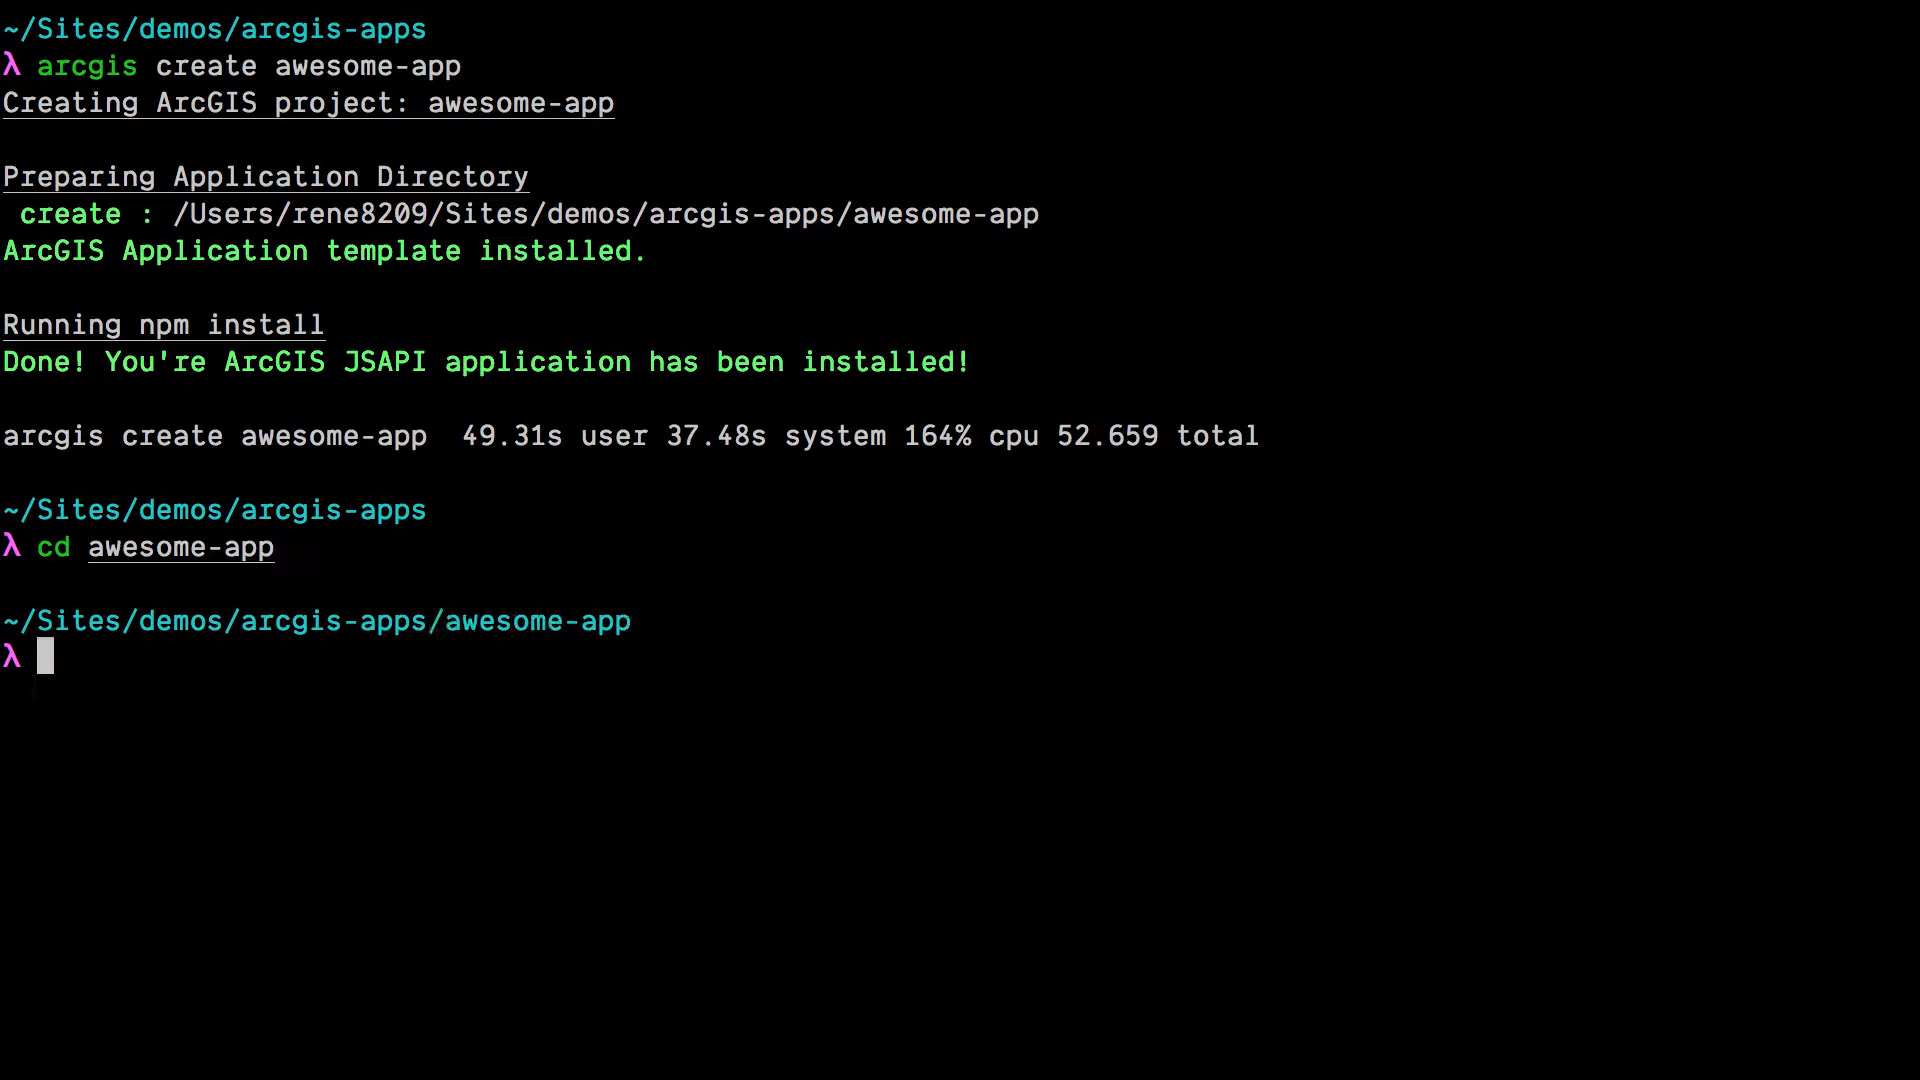 ~/Sites/demos/arcgis-apps
λ arcgis create awesome-app
Creating ArcGIS project: awesome-app
Preparing Application Directory
create : /Users/rene8209/Sites/demos/arcgis-apps/awesome-app
ArcGIS Application template installed.
Running npm install
Done! You're ArcGIS JSAPI application has been installed!
arcgis create awesome-app  49.31s user 37.48s system 164% cpu 52.659 total
~/Sites/demos/arcgis-apps
λ cd awesome-app
~/Sites/demos/arcgis-apps/awesome-app
λ